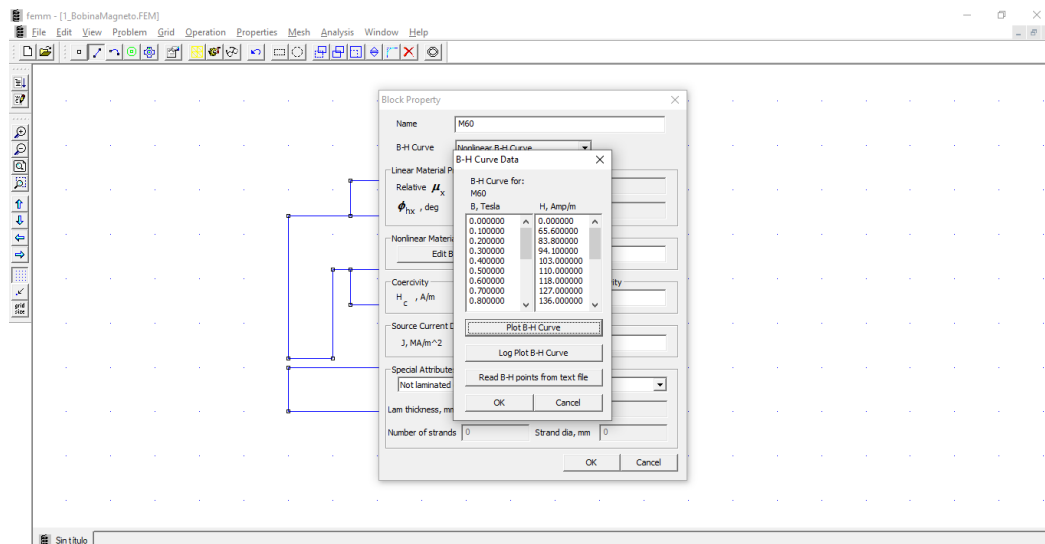 femm - [1_BobinaMagneto.FEM]
File Edit View Problem Grid Operation Properties Mesh Analysis Window Help
Block Property
Name M60
B-H Curve Nonlinear B-H Curve
B-H Curve Data
Linear Material P
Relative μx
ϕhx , deg
B-H Curve for:
M60
B, Tesla H, Amp/m
0.000000 0.000000
0.100000 65.600000
0.200000 83.800000
0.300000 94.100000
0.400000 103.000000
0.500000 110.000000
0.600000 118.000000
0.700000 127.000000
0.800000 136.000000
Nonlinear Materi
Edit B
Coercivity ity
Hc , A/m
Source Current D
J, MA/m^2
Plot B-H Curve
Log Plot B-H Curve
Read B-H points from text file
OK Cancel
Special Attribute
Not laminated
Lam thickness, mm
Number of strands 0 Strand dia, mm 0
OK Cancel
grid
size
Sin título